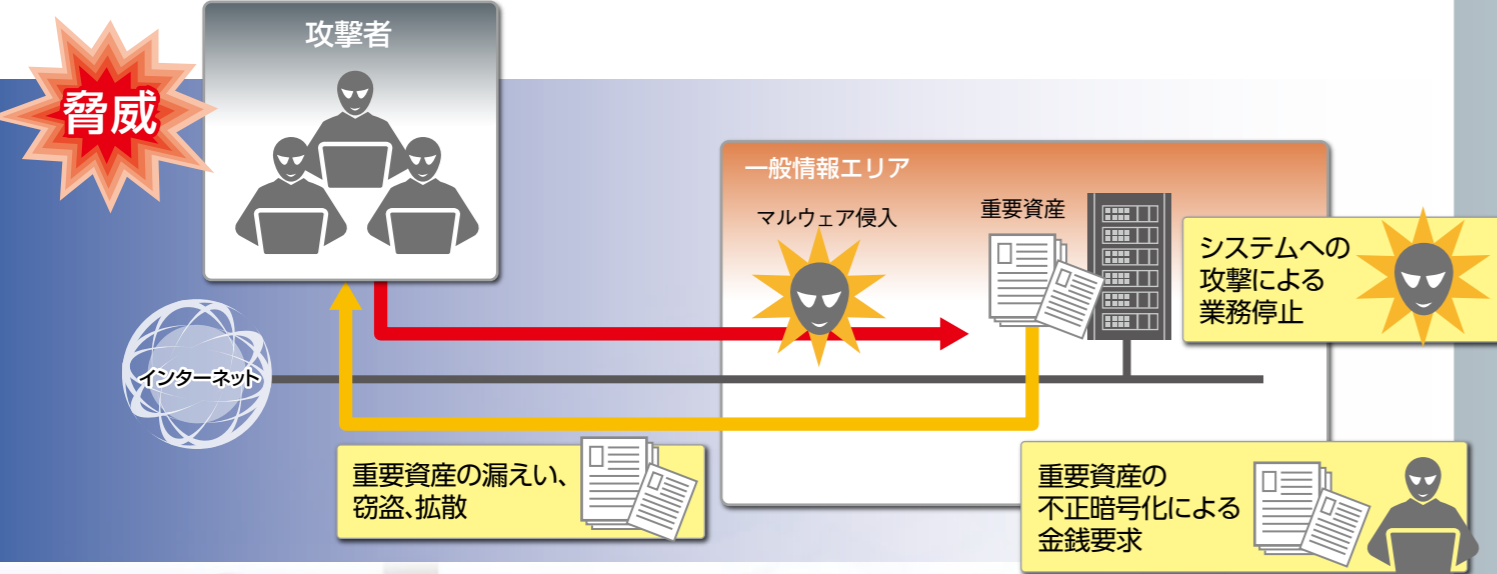 脅威
攻撃者
一般情報エリア
マルウェア侵入
重要資産
システムへの
攻撃による
業務停止
インターネット
重要資産の漏えい、
窃盗、拡散
重要資産の
不正暗号化による
金銭要求